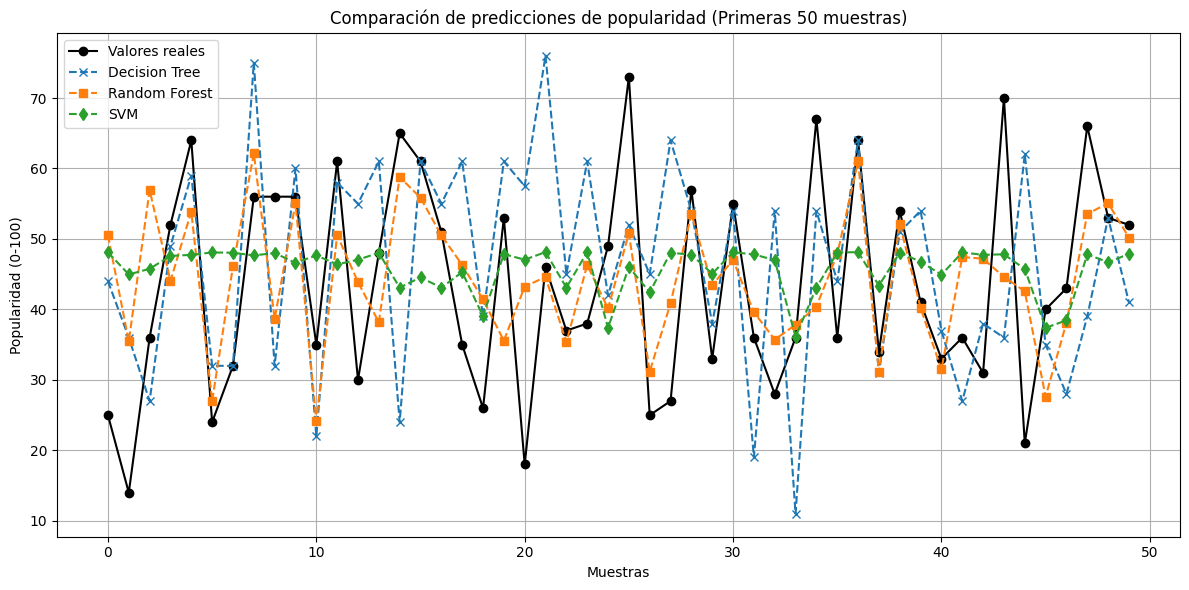 Comparación de predicciones de popularidad (Primeras 50 muestras)
Valores reales
Decision Tree
Random Forest
SVM
Popularidad (0-100)
70
60
50
40
30
20
10
0 10 20 30 40 50
Muestras